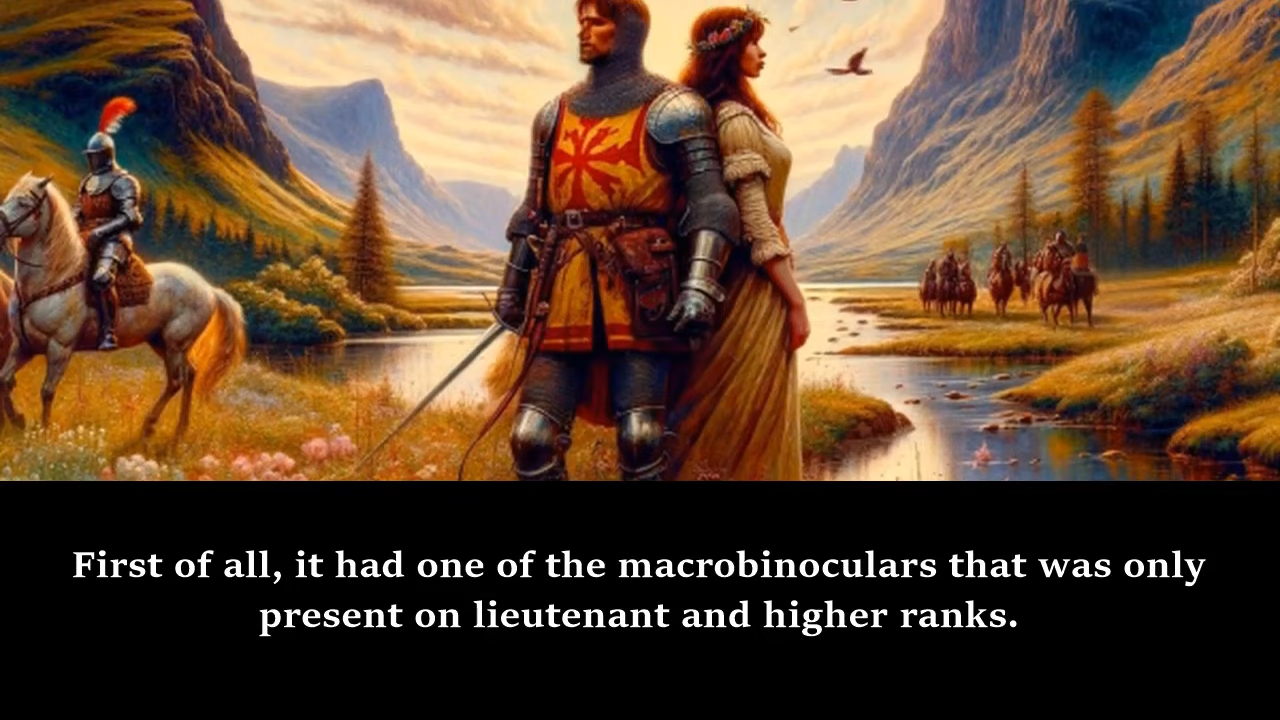 First of all, it had one of the macrobinoculars that was only
present on lieutenant and higher ranks.